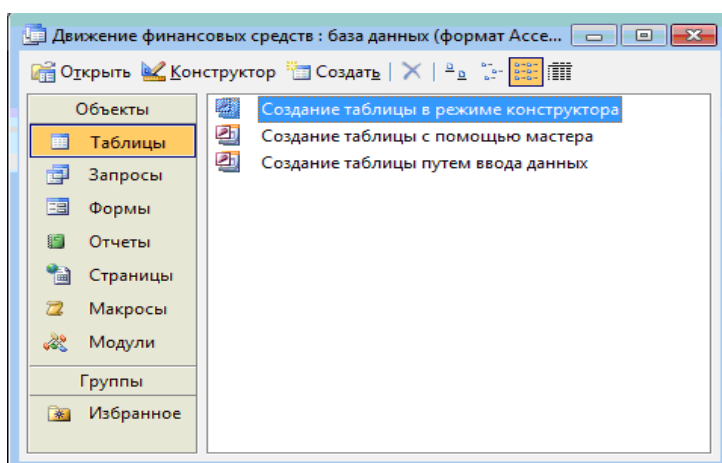 Движение финансовых средств : база данных (формат Acce...
Открыть Конструктор Создать
Объекты
Таблицы
Запросы
Формы
Отчеты
Страницы
Макросы
Модули
Группы
Избранное
Создание таблицы в режиме конструктора
Создание таблицы с помощью мастера
Создание таблицы путем ввода данных